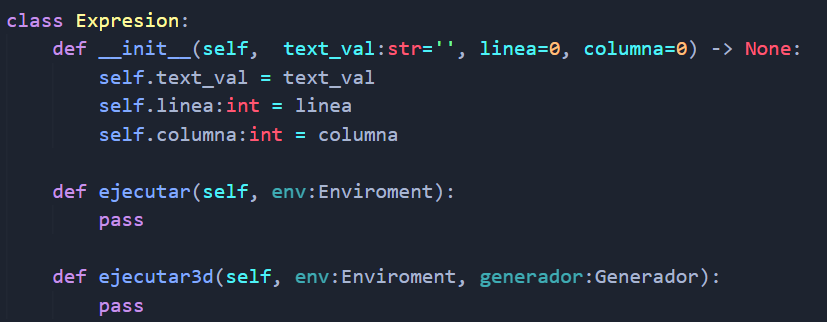 class Expresion:
    def __init__(self,  text_val:str='', linea=0, columna=0) -> None:
        self.text_val = text_val
        self.linea:int = linea
        self.columna:int = columna
    def ejecutar(self, env:Enviroment):
        pass
    def ejecutar3d(self, env:Enviroment, generador:Generador):
        pass